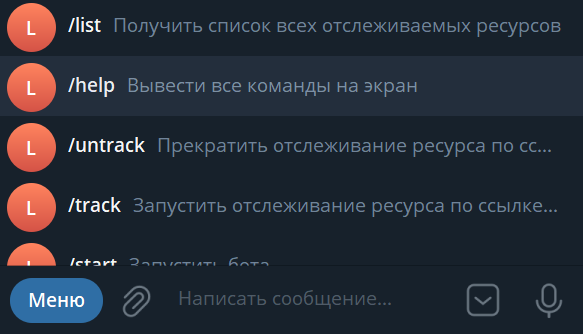 L /list Получить список всех отслеживаемых ресурсов
L /help Вывести все команды на экран
L /untrack Прекратить отслеживание ресурса по сс...
L /track Запустить отслеживание ресурса по ссылке...
L /start Запустить бота
Меню Написать сообщение...